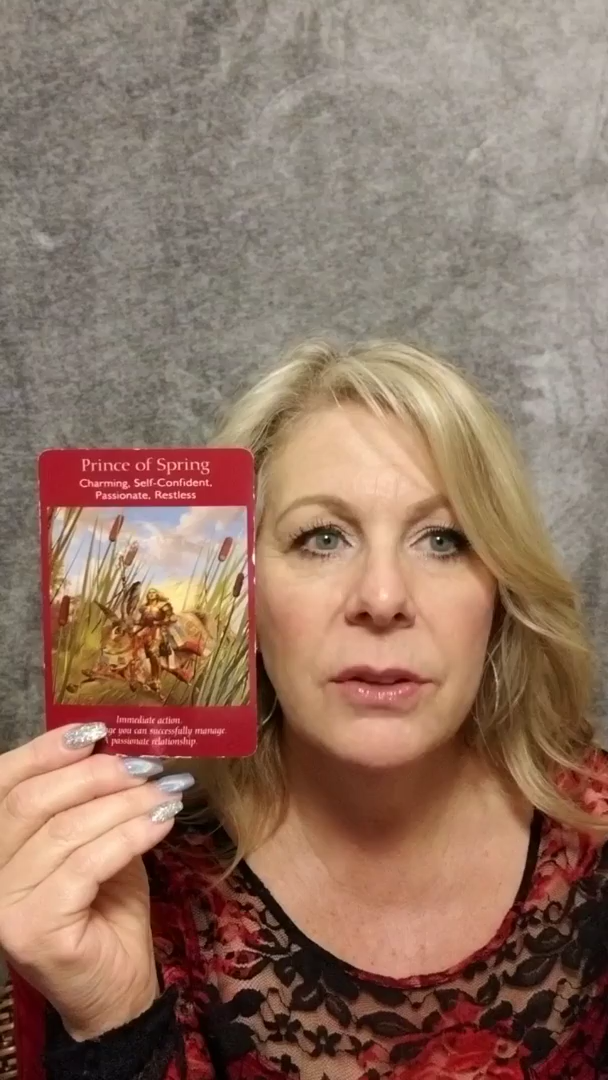 Prince of Spring
Charming, Self-Confident,
Passionate, Restless
Immediate action.
you can successfully manage.
passionate relationship.